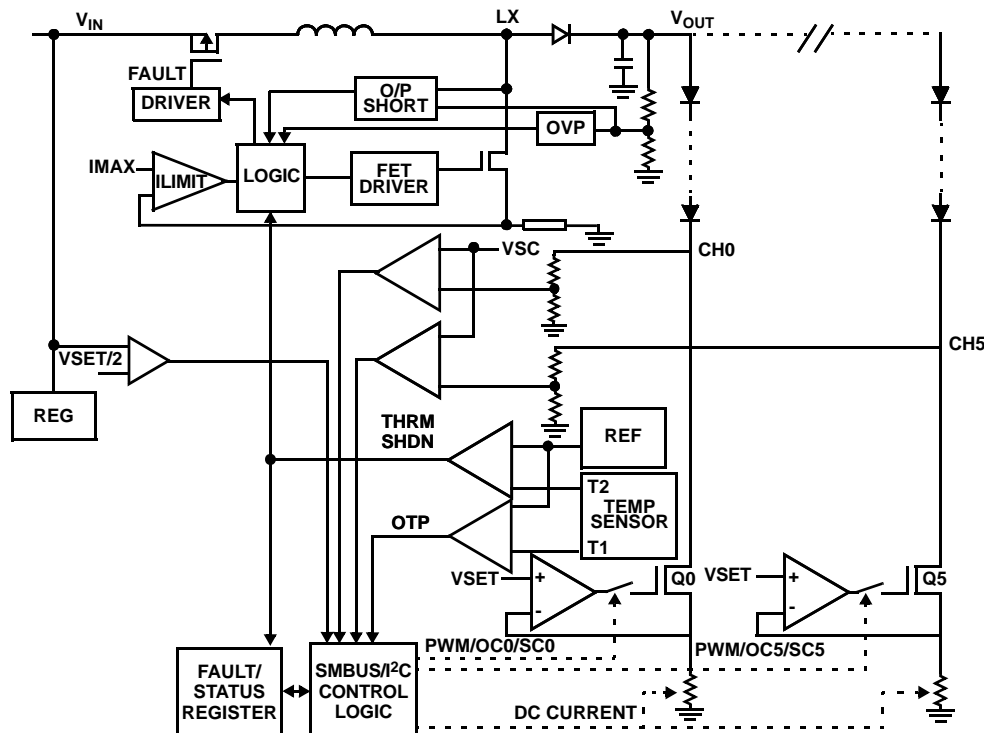 VIN
LX
VOUT
FAULT
DRIVER
O/P
SHORT
OVP
IMAX
ILIMIT
LOGIC
FET
DRIVER
VSC
CH0
VSET/2
CH5
REG
THRM
SHDN
REF
T2
TEMP
SENSOR
OTP
T1
VSET
+
-
Q0
VSET
+
-
Q5
PWM/OC0/SC0
PWM/OC5/SC5
FAULT/
STATUS
REGISTER
SMBUS/I²C
CONTROL
LOGIC
DC CURRENT